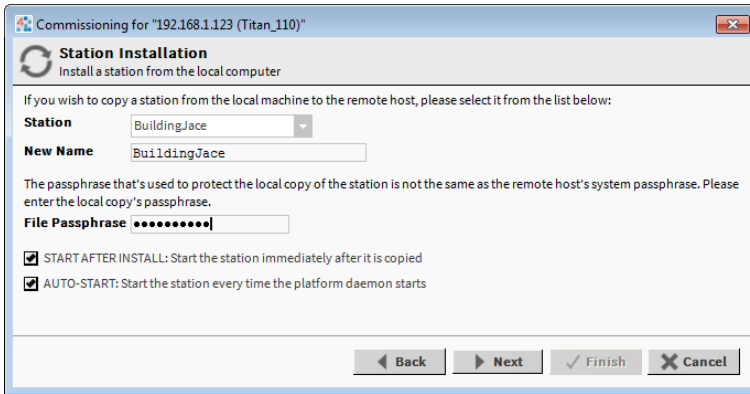 Commissioning for "192.168.1.123 (Titan_110)"
Station Installation
Install a station from the local computer
If you wish to copy a station from the local machine to the remote host, please select it from the list below:
Station BuildingJace
New Name BuildingJace
The passphrase that's used to protect the local copy of the station is not the same as the remote host's system passphrase. Please
enter the local copy's passphrase.
File Passphrase ••••••••••
START AFTER INSTALL: Start the station immediately after it is copied
AUTO-START: Start the station every time the platform daemon starts
Back Next Finish Cancel